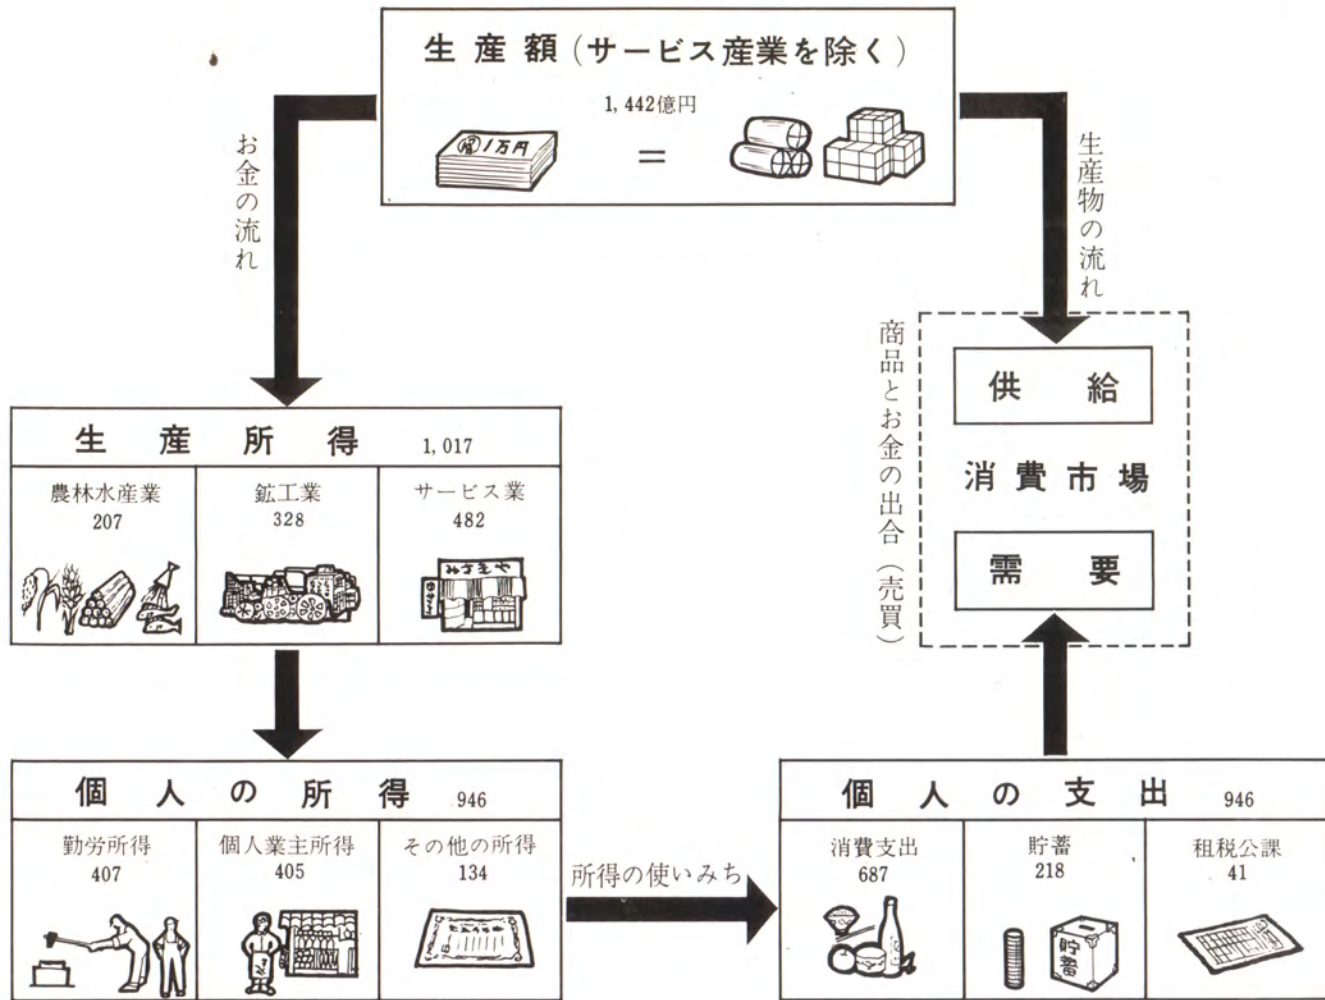 生産額(サービス産業を除く)
1,442億円
1万円
=
お金の流れ
生産物の流れ
商品とお金の出合(売買)
供給
消費市場
需要
生産所得 1,017
農林水産業
207
鉱工業
328
サービス業
482
みさきや
個人の所得 946
勤労所得
407
個人業主所得
405
その他の所得
134
所得の使いみち
個人の支出 946
消費支出
687
貯蓄
218
貯蓄
租税公課
41